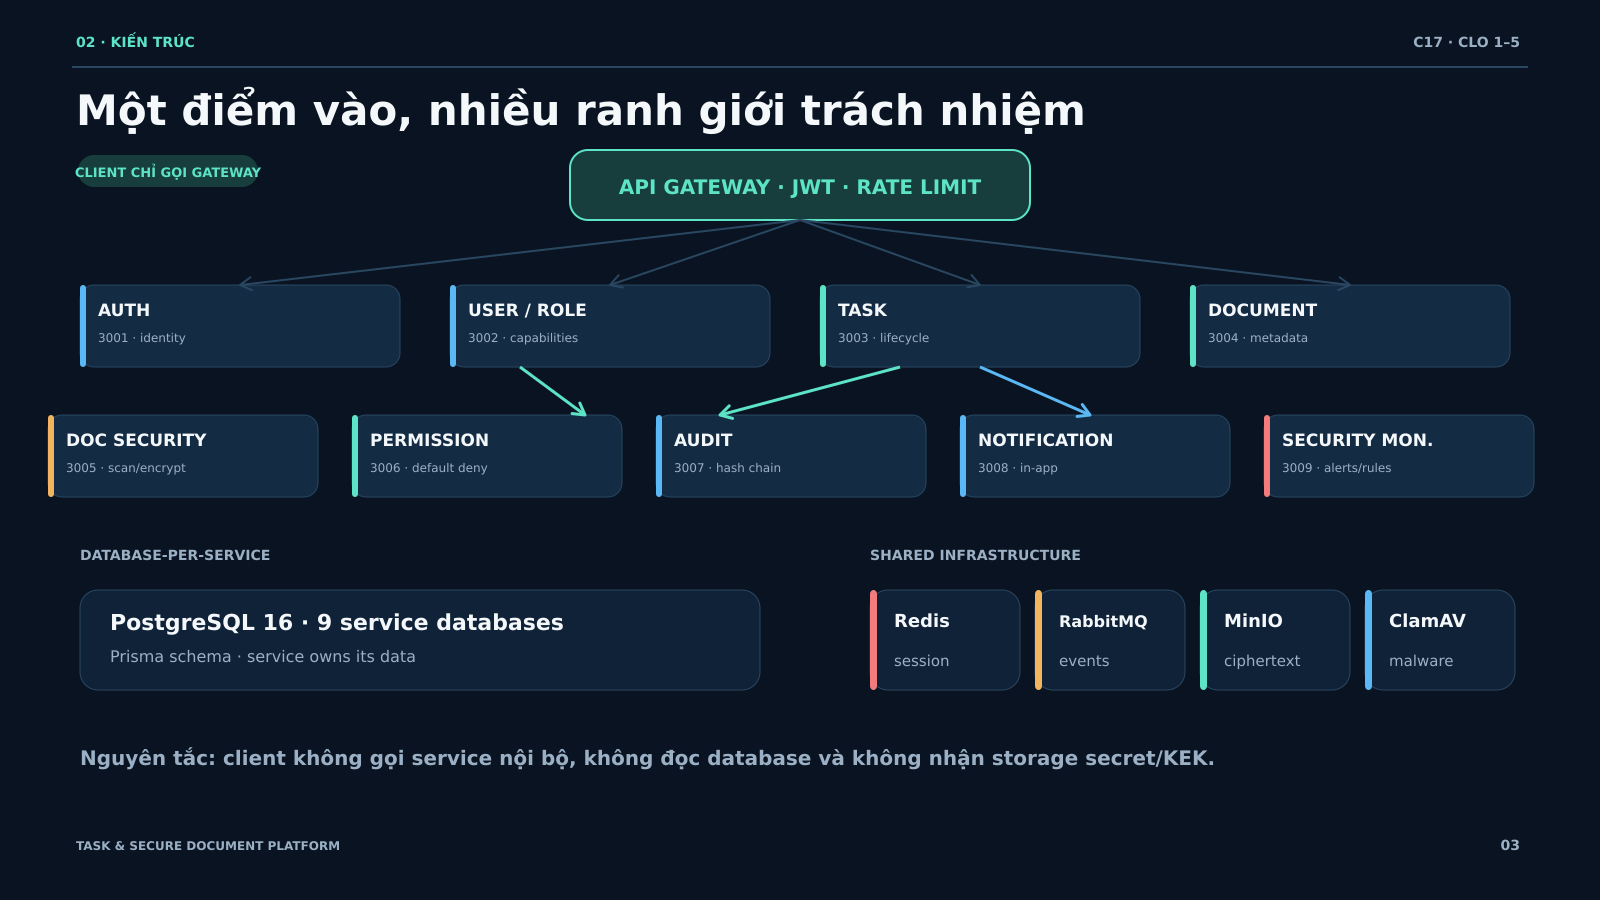 02 · KIẾN TRÚC
C17 · CLO 1–5
Một điểm vào, nhiều ranh giới trách nhiệm
CLIENT CHỈ GỌI GATEWAY
API GATEWAY · JWT · RATE LIMIT
AUTH
3001 · identity
USER / ROLE
3002 · capabilities
TASK
3003 · lifecycle
DOCUMENT
3004 · metadata
DOC SECURITY
3005 · scan/encrypt
PERMISSION
3006 · default deny
AUDIT
3007 · hash chain
NOTIFICATION
3008 · in-app
SECURITY MON.
3009 · alerts/rules
DATABASE-PER-SERVICE
PostgreSQL 16 · 9 service databases
Prisma schema · service owns its data
SHARED INFRASTRUCTURE
Redis
session
RabbitMQ
events
MinIO
ciphertext
ClamAV
malware
Nguyên tắc: client không gọi service nội bộ, không đọc database và không nhận storage secret/KEK.
TASK & SECURE DOCUMENT PLATFORM
03